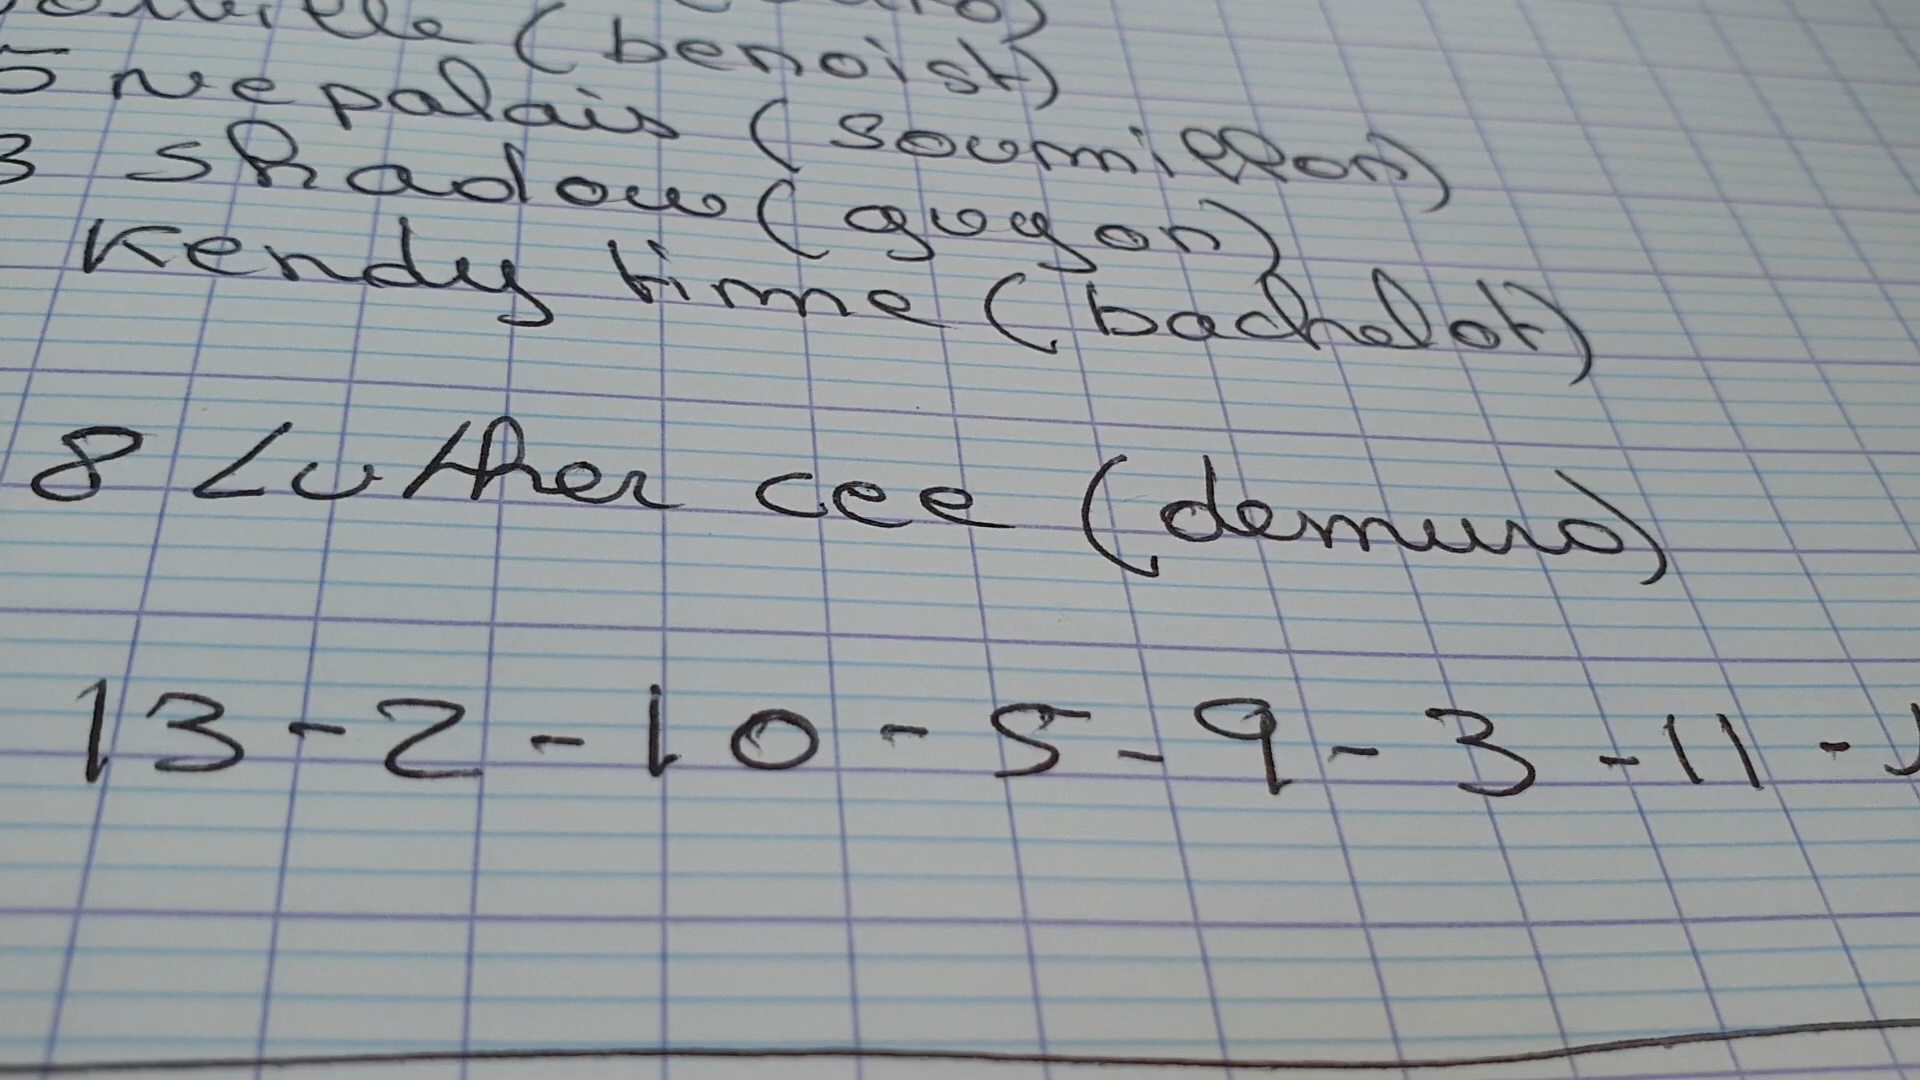 (benoist)
5 Nepalais (Soumillon)
3 Shadow (guyon)
Kendy time (bachelot)
8 Luther cee (demuro)
13 - 2 - 10 - 5 - 9 - 3 - 11 -